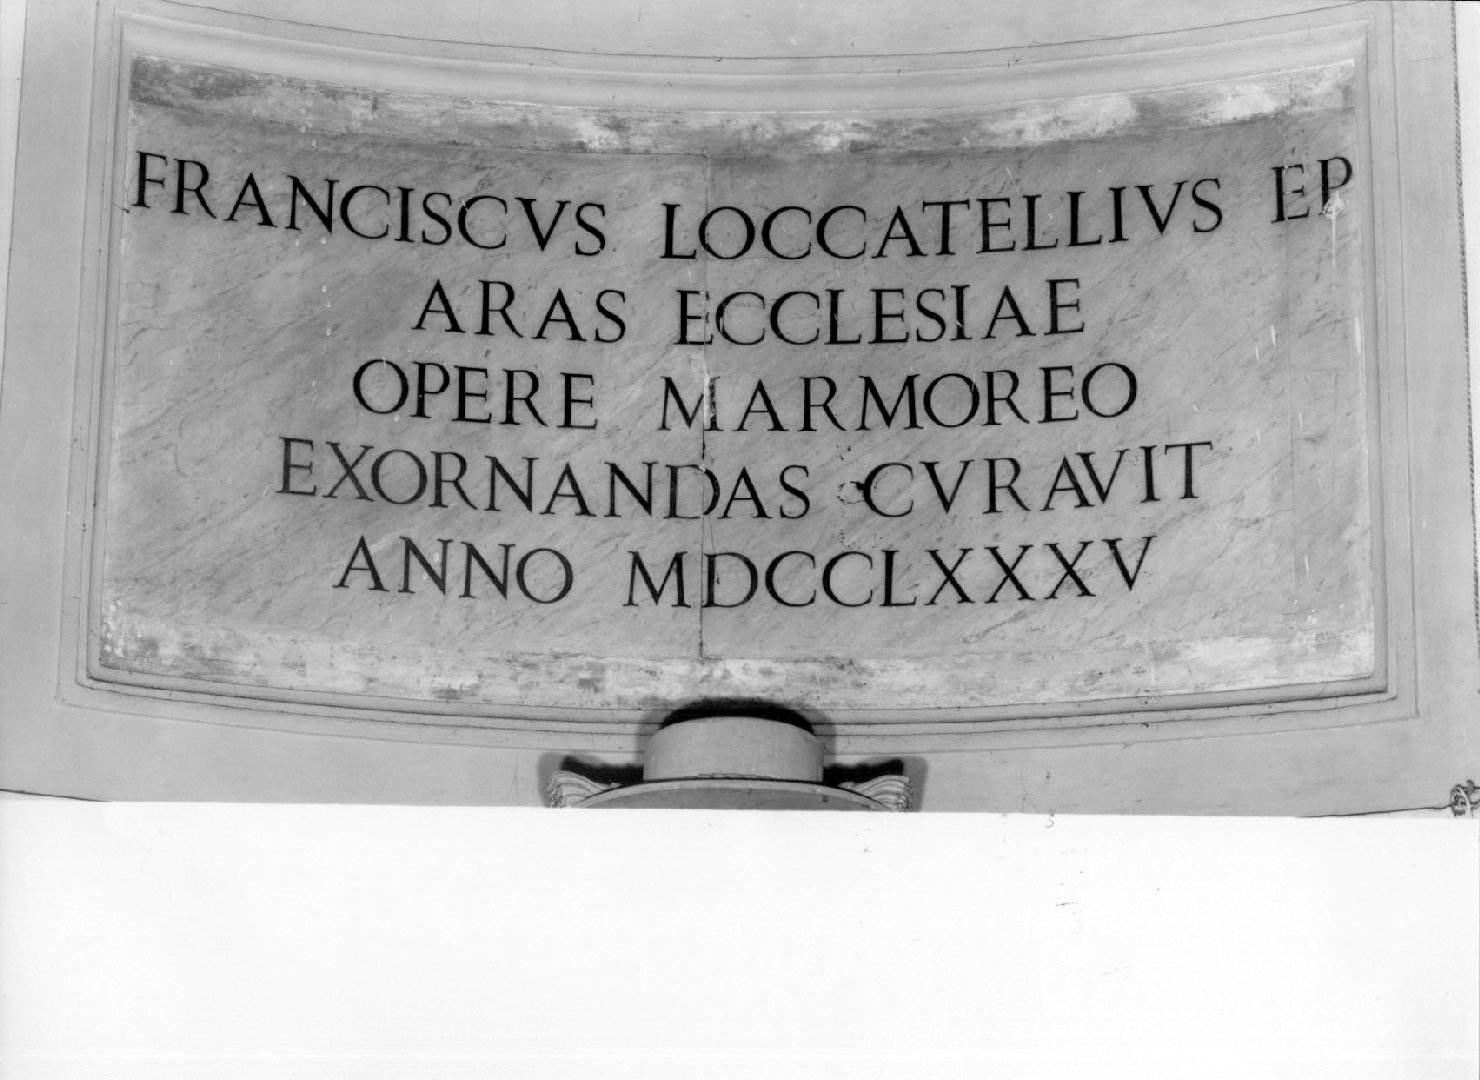 FRANCISCVS LOCCATELLIVS EP
ARAS ECCLESIAE
OPERE MARMOREO
EXORNANDAS CVRAVIT
ANNO MDCCLXXXV